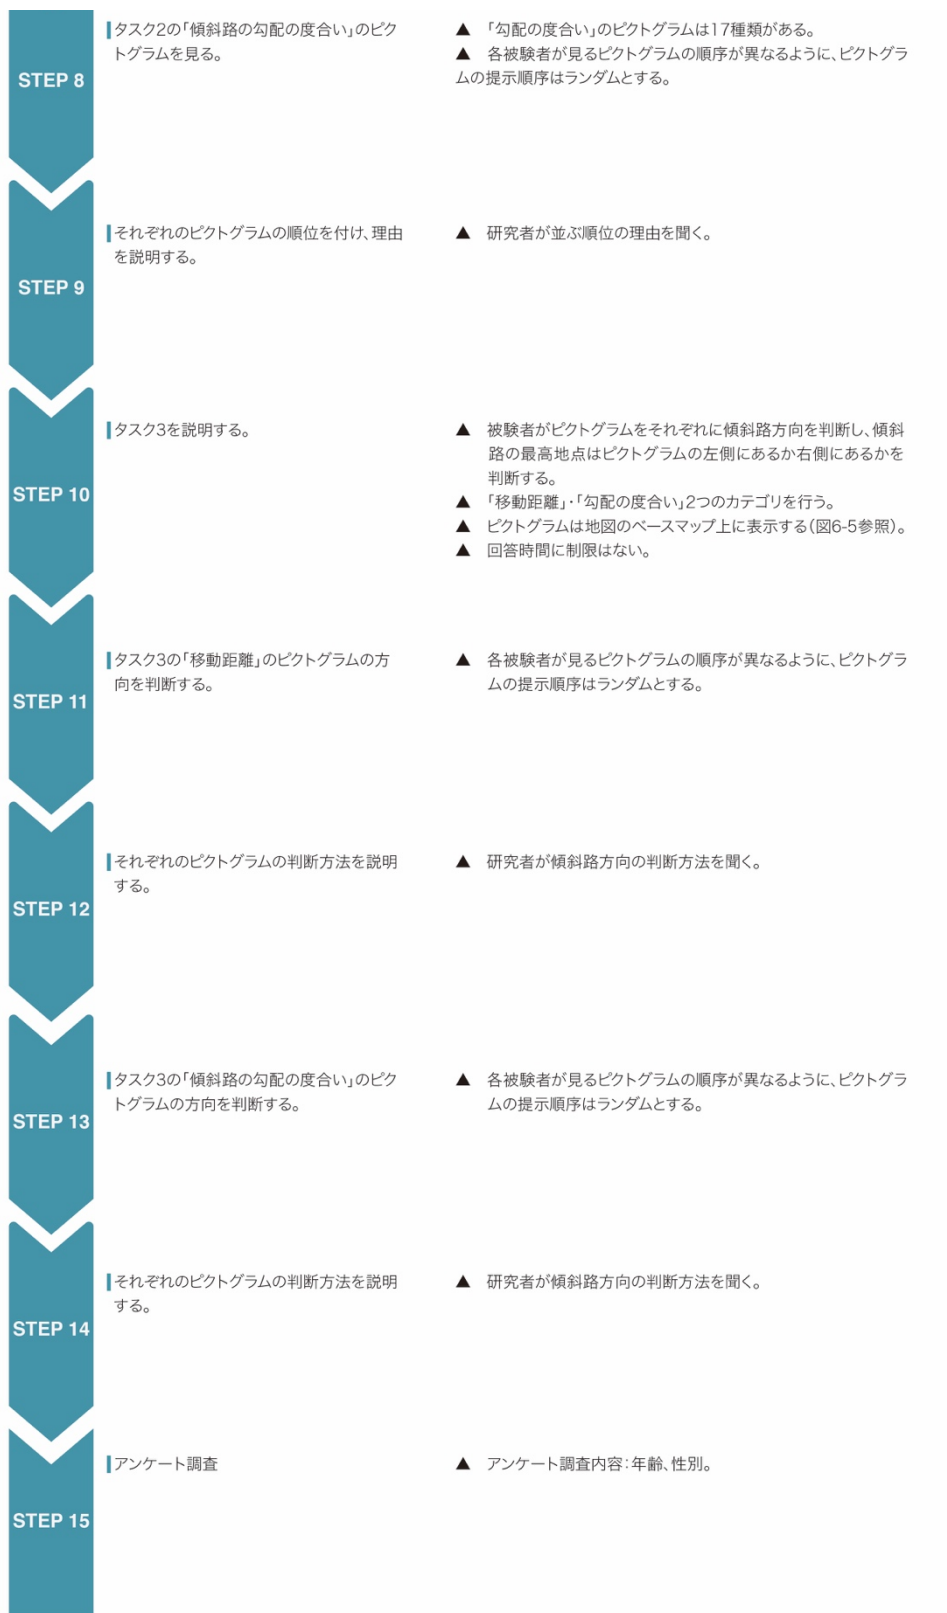 STEP 8
タスク2の「傾斜路の勾配の度合い」のピク
トグラムを見る。
▲ 「勾配の度合い」のピクトグラムは17種類がある。
▲ 各被験者が見るピクトグラムの順序が異なるように、ピクトグラ
ムの提示順序はランダムとする。
STEP 9
それぞれのピクトグラムの順位を付け、理由
を説明する。
▲ 研究者が並ぶ順位の理由を聞く。
STEP 10
タスク3を説明する。
▲ 被験者がピクトグラムをそれぞれに傾斜路方向を判断し、傾斜
路の最高地点はピクトグラムの左側にあるか右側にあるかを
判断する。
▲ 「移動距離」・「勾配の度合い」2つのカテゴリを行う。
▲ ピクトグラムは地図のベースマップ上に表示する(図6-5参照)。
▲ 回答時間に制限はない。
STEP 11
タスク3の「移動距離」のピクトグラムの方
向を判断する。
▲ 各被験者が見るピクトグラムの順序が異なるように、ピクトグラ
ムの提示順序はランダムとする。
STEP 12
それぞれのピクトグラムの判断方法を説明
する。
▲ 研究者が傾斜路方向の判断方法を聞く。
STEP 13
タスク3の「傾斜路の勾配の度合い」のピク
トグラムの方向を判断する。
▲ 各被験者が見るピクトグラムの順序が異なるように、ピクトグラ
ムの提示順序はランダムとする。
STEP 14
それぞれのピクトグラムの判断方法を説明
する。
▲ 研究者が傾斜路方向の判断方法を聞く。
STEP 15
アンケート調査
▲ アンケート調査内容:年齢、性別。